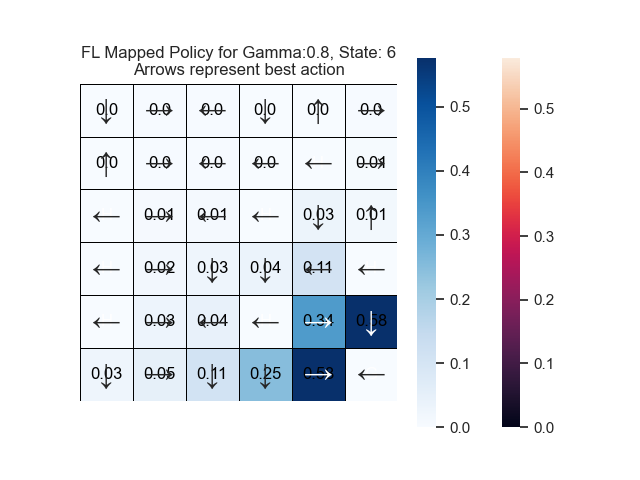 FL Mapped Policy for Gamma:0.8, State: 6
Arrows represent best action
0.0 0.0 0.0 0.0 0.0 0.0
0.0 0.0 0.0 0.0 0.01
0.01 0.01 0.03 0.01
0.02 0.03 0.04 0.11
0.03 0.04 0.34 0.58
0.03 0.05 0.11 0.25 0.58
0.5
0.4
0.3
0.2
0.1
0.0
0.5
0.4
0.3
0.2
0.1
0.0